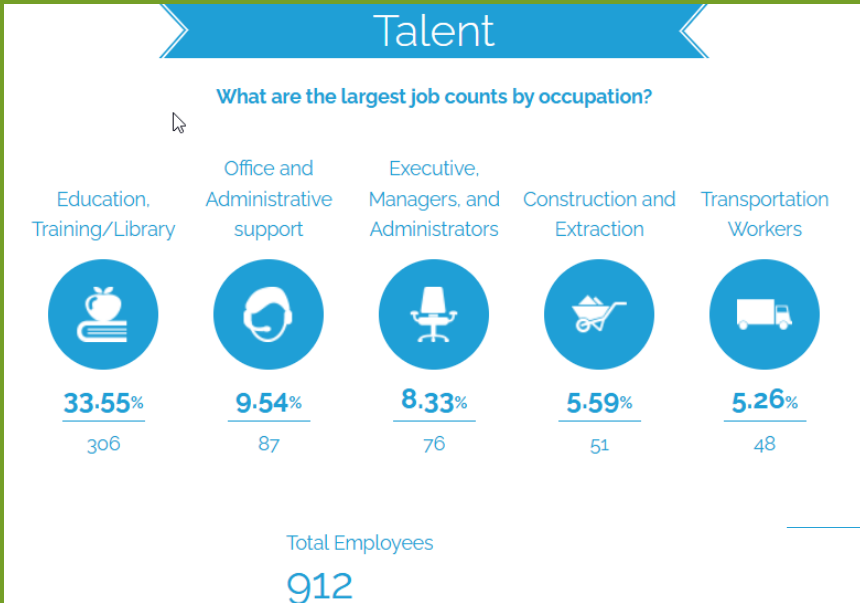 Talent
What are the largest job counts by occupation?
Education,
Training/Library
33.55%
306
Office and
Administrative
support
9.54%
87
Executive,
Managers, and
Administrators
8.33%
76
Construction and
Extraction
5.59%
51
Transportation
Workers
5.26%
48
Total Employees
912